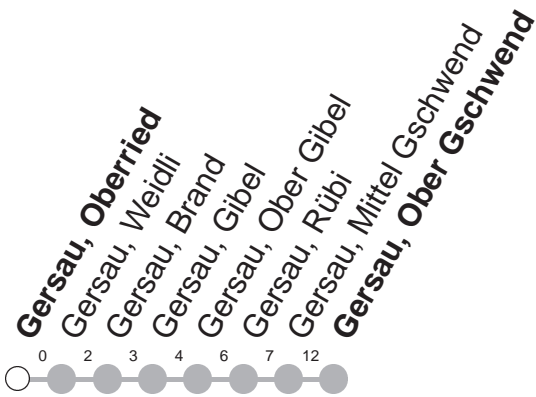 Gersau, Oberried
Gersau, Weidli
Gersau, Brand
Gersau, Gibel
Gersau, Ober Gibel
Gersau, Rübi
Gersau, Mittel Gschwend
Gersau, Ober Gschwend
0 2 3 4 6 7 12